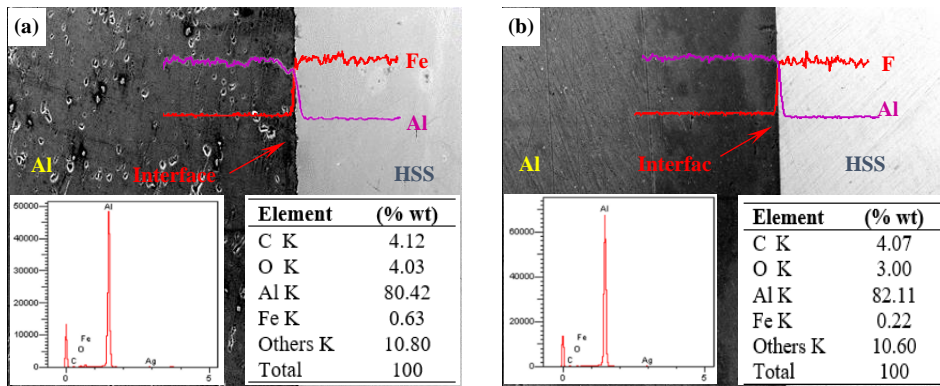 (a)
Fe
Al
Al
Interface
HSS
50000
40000
30000
20000
10000
0
Al
Fe
O
C
Ag
0
5
Element (% wt)
C K 4.12
O K 4.03
Al K 80.42
Fe K 0.63
Others K 10.80
Total 100
(b)
F
Al
Al
Interfac
HSS
60000
40000
20000
0
Al
Fe
O
C
Ag
0
5
Element (% wt)
C K 4.07
O K 3.00
Al K 82.11
Fe K 0.22
Others K 10.60
Total 100